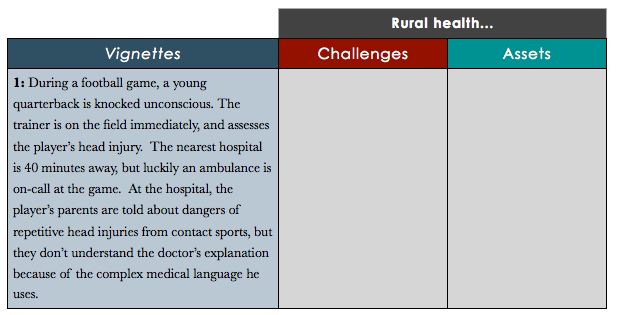 Rural health...
Vignettes Challenges Assets
1: During a football game, a young
quarterback is knocked unconscious. The
trainer is on the field immediately, and assesses
the player's head injury. The nearest hospital
is 40 minutes away, but luckily an ambulance is
on-call at the game. At the hospital, the
player's parents are told about dangers of
repetitive head injuries from contact sports, but
they don't understand the doctor's explanation
because of the complex medical language he
uses.